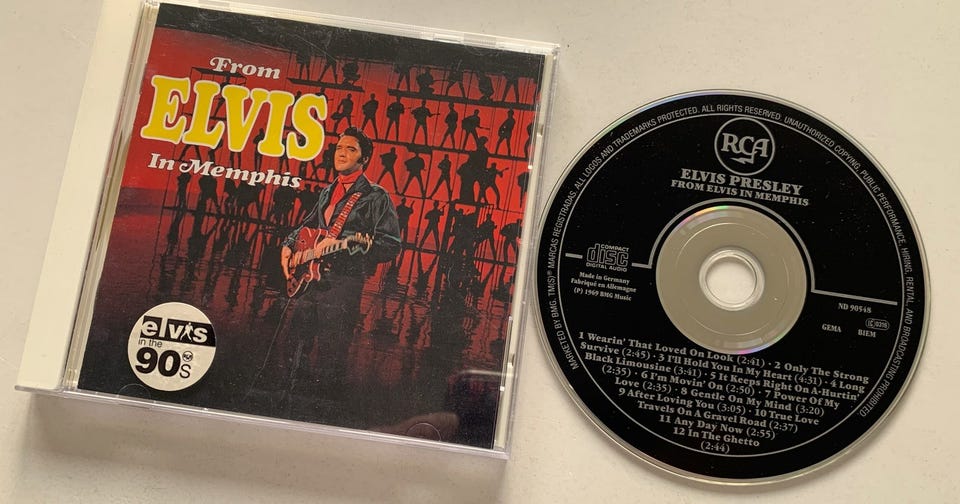 From
ELVIS
In Memphis
elvis
in the
90s
RCA
ELVIS PRESLEY
FROM ELVIS IN MEMPHIS
COMPACT
disc
DIGITAL AUDIO
Made in Germany
Fabriqué en Allemagne
(P) 1969 BMG Music
ND 90548
GEMA BIEM
1 Wearin' That Loved On Look (2:41) · 2 Only The Strong
Survive (2:45) · 3 I'll Hold You In My Heart (4:31) · 4 Long
Black Limousine (3:41) · 5 It Keeps Right On A-Hurtin'
(2:35) · 6 I'm Movin' On (2:50) · 7 Power Of My
Love (2:35) · 8 Gentle On My Mind (3:20)
9 After Loving You (3:05) · 10 True Love
Travels On A Gravel Road (2:37)
11 Any Day Now (2:55)
12 In The Ghetto
(2:44)
MARKETED BY BMG. TM(S)® MARCAS REGISTRADAS. ALL LOGOS AND TRADEMARKS PROTECTED. ALL RIGHTS RESERVED. UNAUTHORIZED COPYING, PUBLIC PERFORMANCE, HIRING, RENTAL AND BROADCASTING PROHIBITED